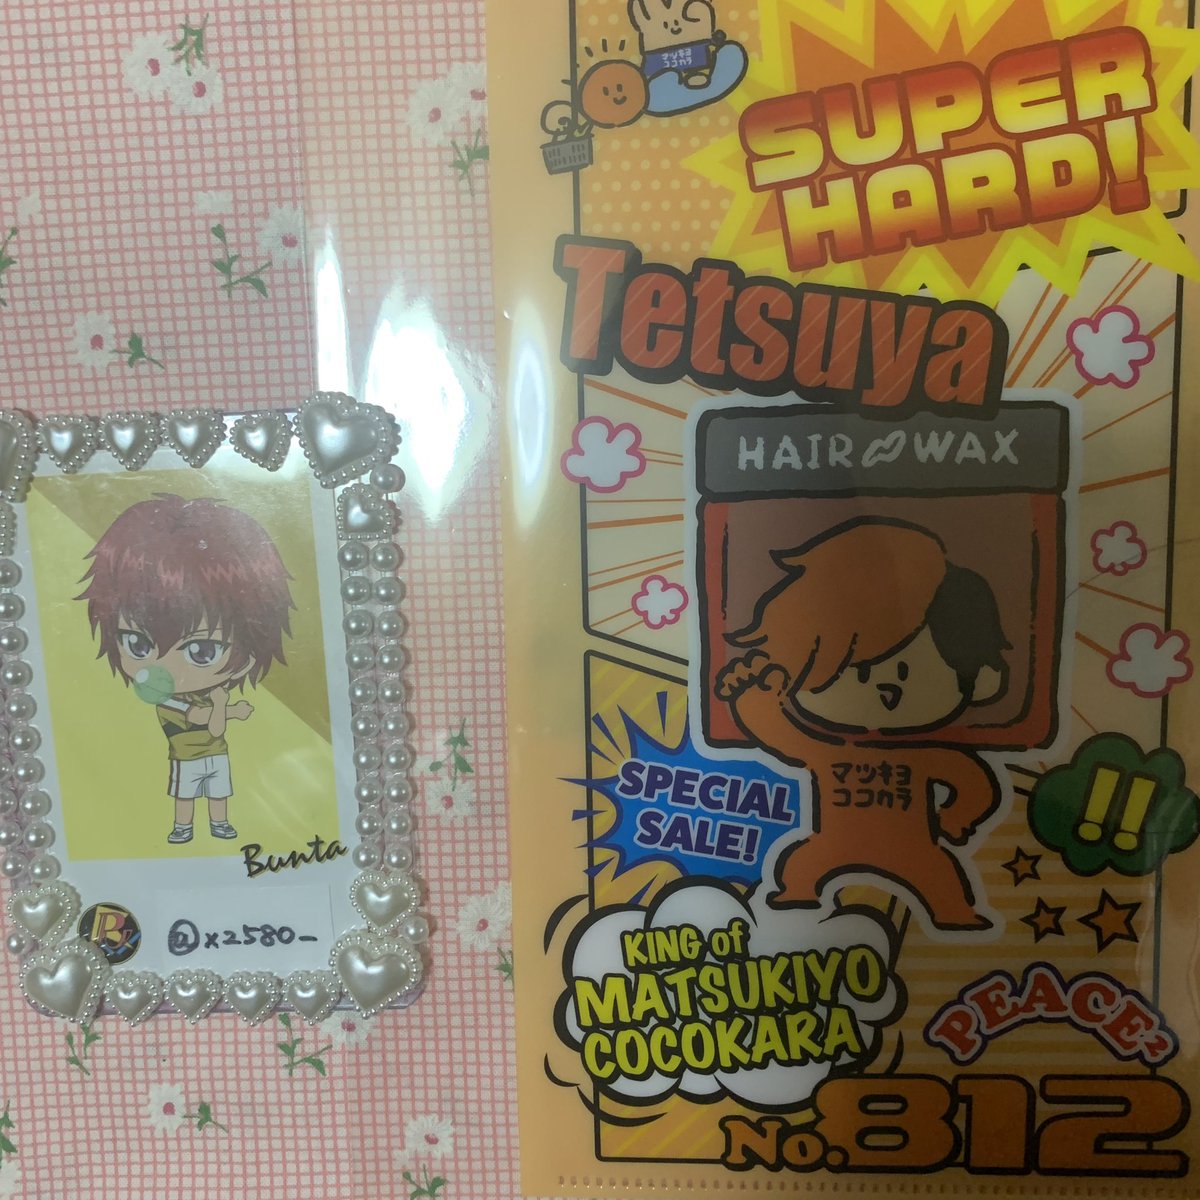 マツキヨ
ココカラ
SUPER
HARD!
Tetsuya
HAIR WAX
マツキヨ
ココカラ
SPECIAL
SALE!
!!
KING of
MATSUKIYO
COCOKARA
PEACE²
No.812
Bunta
@x2580-